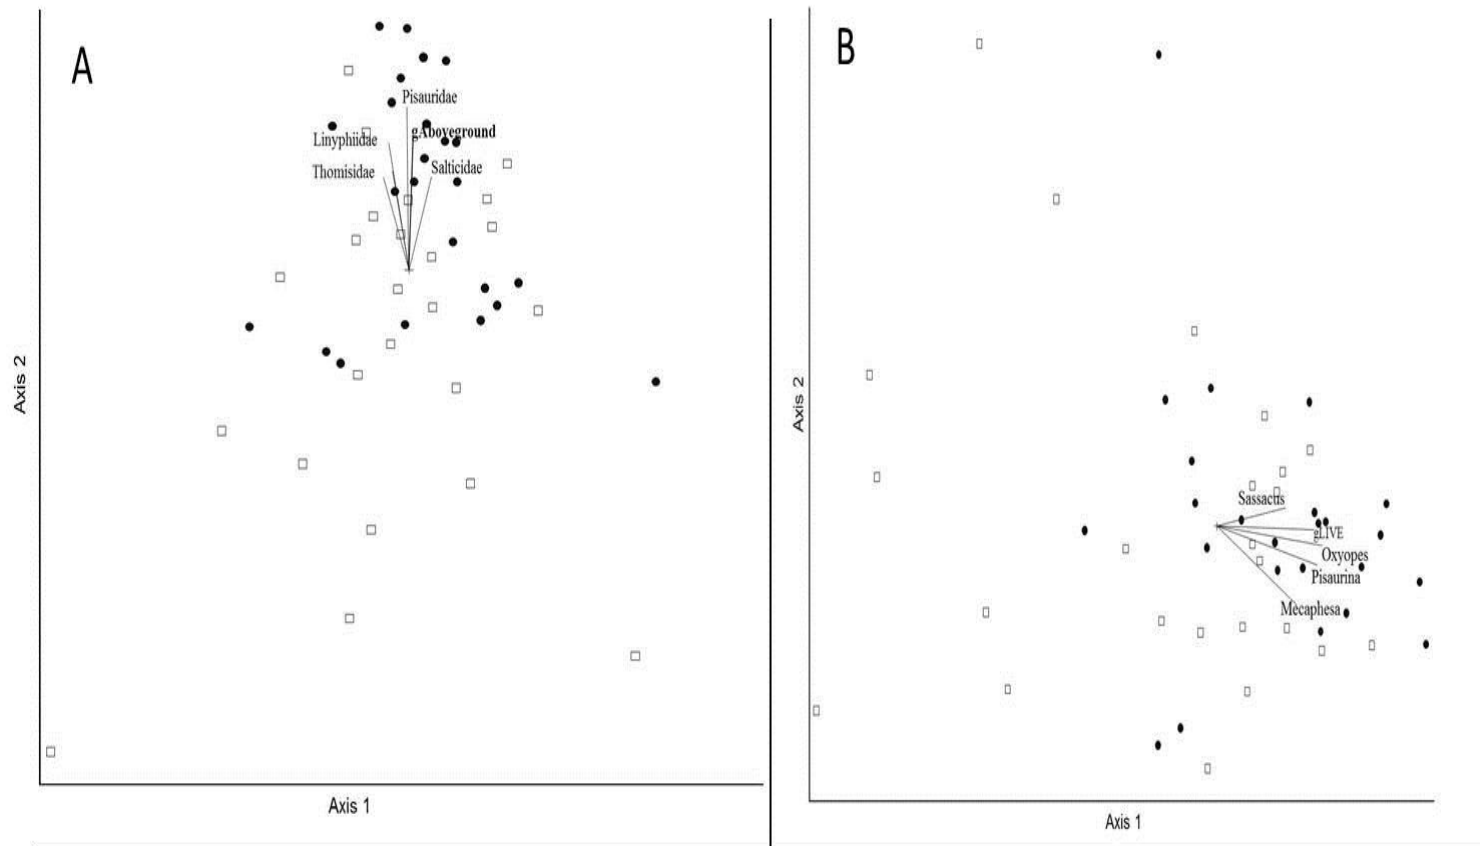 A
Pisauridae
gAboveground
Linyphiidae
Thomisidae
Salticidae
Axis 2
Axis 1
B
Sassacus
gLIVE
Oxyopes
Pisaurina
Mecaphesa
Axis 2
Axis 1